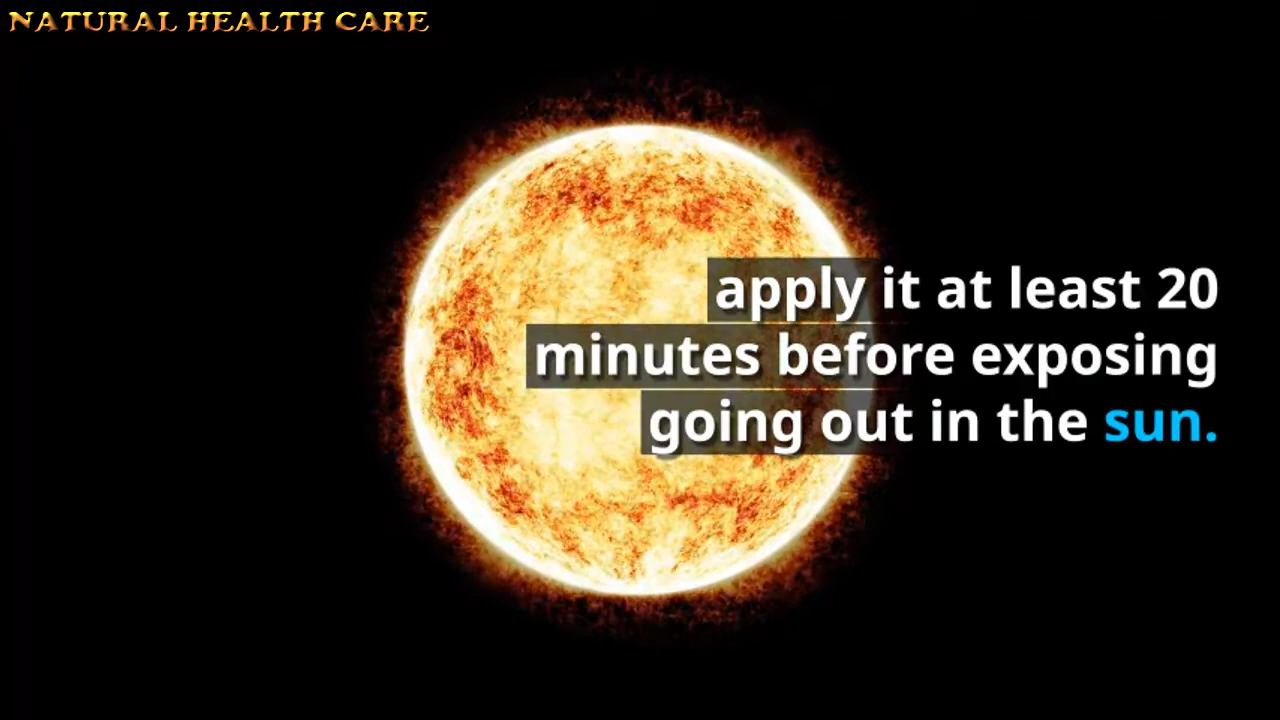 NATURAL HEALTH CARE
apply it at least 20
minutes before exposing
going out in the sun.